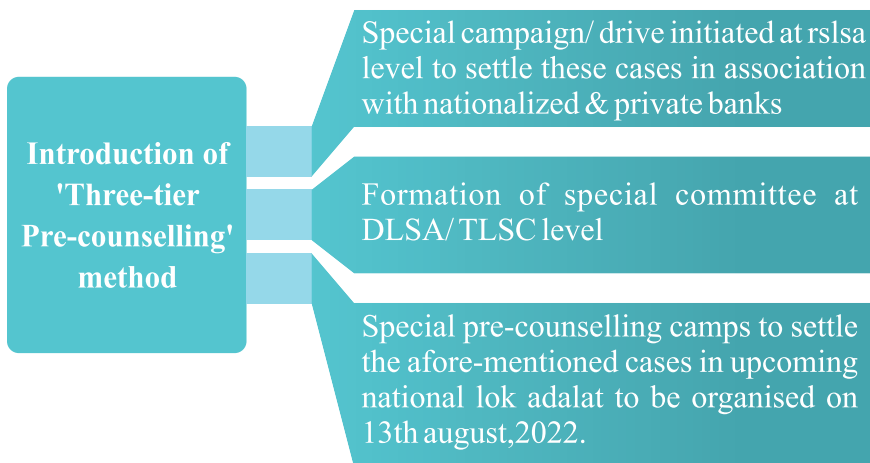 Introduction of
'Three-tier
Pre-counselling'
method
Special campaign/ drive initiated at rslsa
level to settle these cases in association
with nationalized & private banks
Formation of special committee at
DLSA/ TLSC level
Special pre-counselling camps to settle
the afore-mentioned cases in upcoming
national lok adalat to be organised on
13th august,2022.